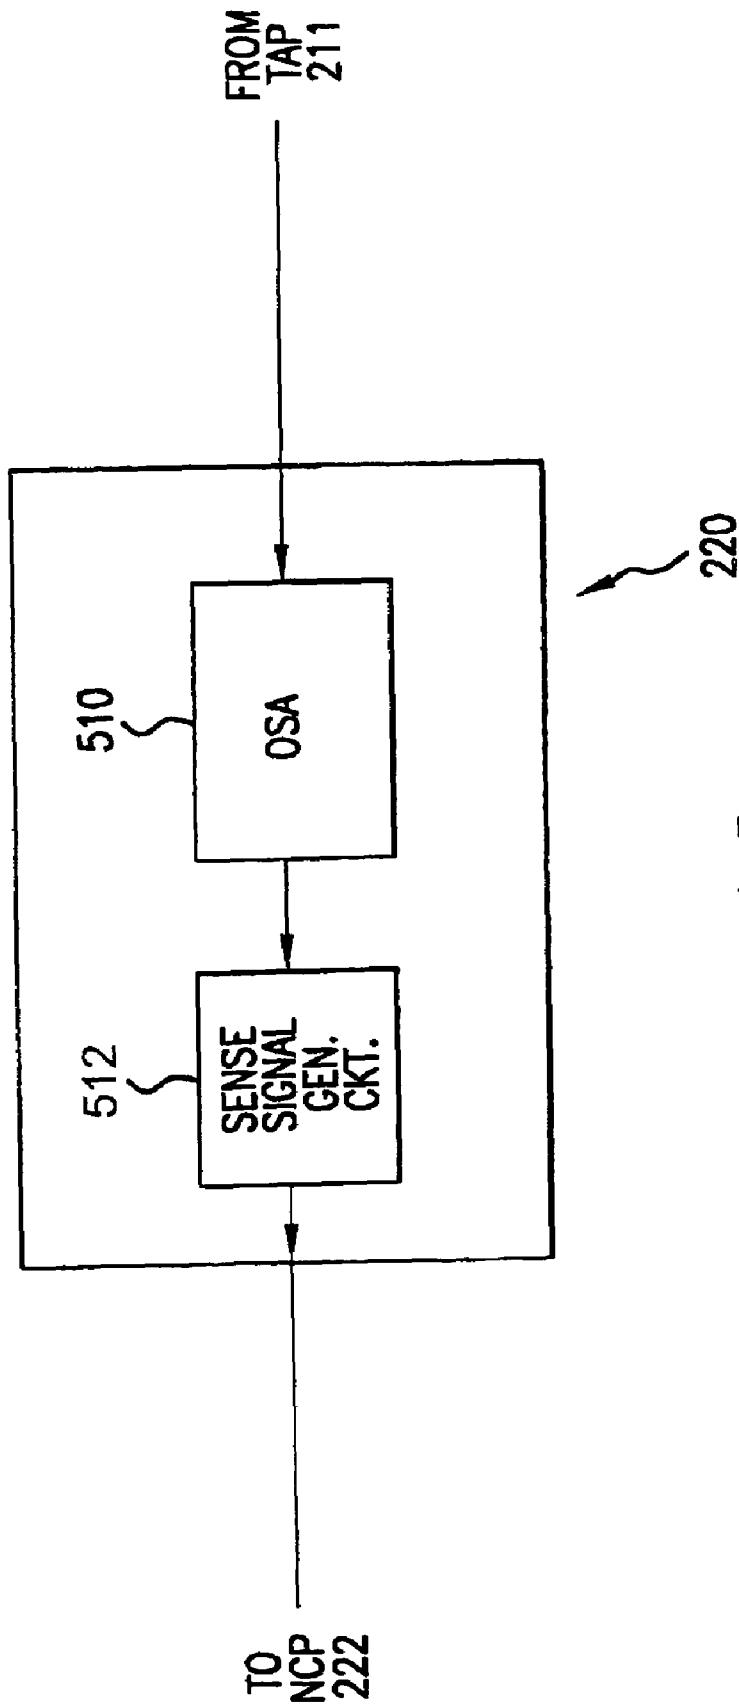 FROM
TAP
211
510
OSA
220
512
SENSE
SIGNAL
GEN.
CKT.
TO
NCP
222